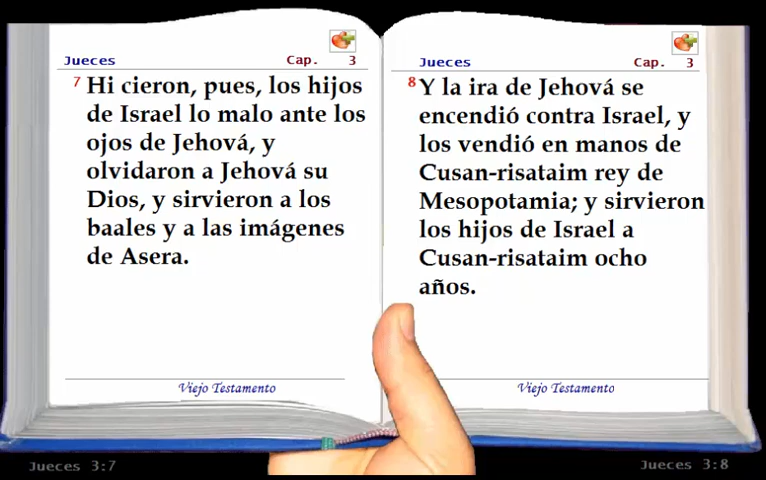 Jueces Cap. 3
7 Hi cieron, pues, los hijos
de Israel lo malo ante los
ojos de Jehová, y
olvidaron a Jehová su
Dios, y sirvieron a los
baales y a las imágenes
de Asera.
Viejo Testamento
Jueces 3:7
Jueces Cap. 3
8 Y la ira de Jehová se
encendió contra Israel, y
los vendió en manos de
Cusan-risataim rey de
Mesopotamia; y sirvieron
los hijos de Israel a
Cusan-risataim ocho
años.
Viejo Testamento
Jueces 3:8